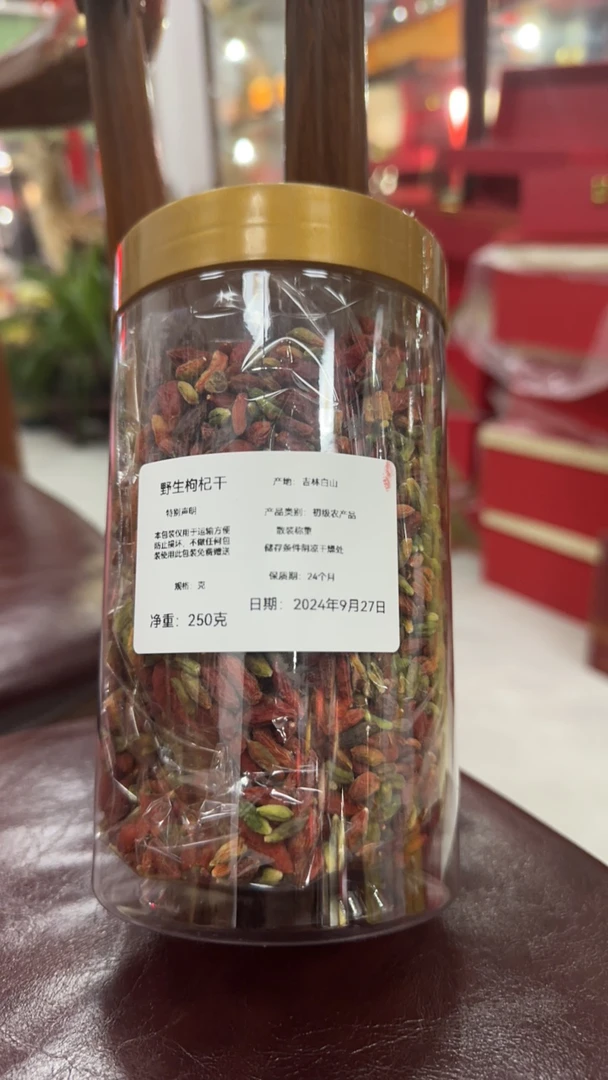 野生枸杞干
产地：吉林白山
特别声明
产品类别：初级农产品
本包装仅用于运输方便
防止损坏，不做任何包
装使用此包装免费赠送
散装称重
储存条件阴凉干燥处
规格：克
保质期：24个月
净重：250克
日期：2024年9月27日